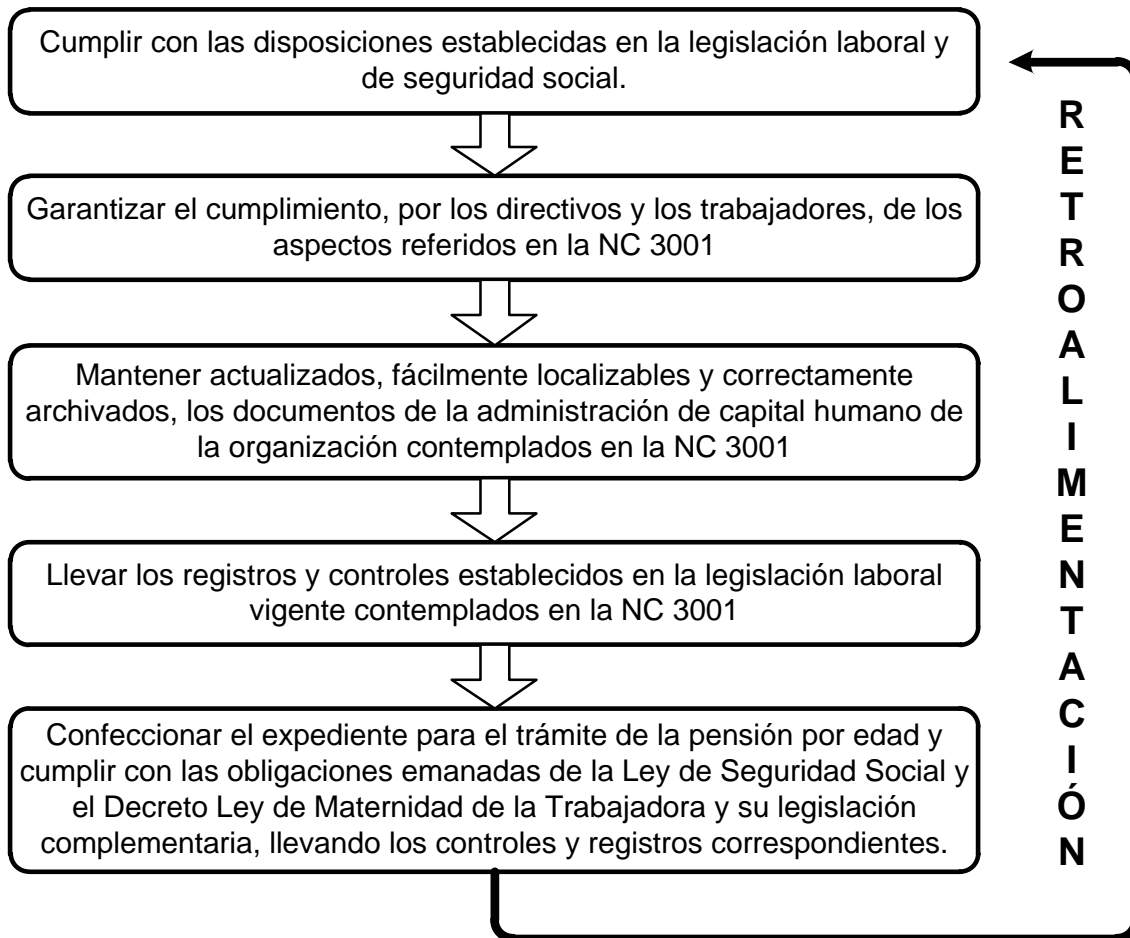 Cumplir con las disposiciones establecidas en la legislación laboral y
de seguridad social.
Garantizar el cumplimiento, por los directivos y los trabajadores, de los
aspectos referidos en la NC 3001
Mantener actualizados, fácilmente localizables y correctamente
archivados, los documentos de la administración de capital humano de
la organización contemplados en la NC 3001
Llevar los registros y controles establecidos en la legislación laboral
vigente contemplados en la NC 3001
Confeccionar el expediente para el trámite de la pensión por edad y
cumplir con las obligaciones emanadas de la Ley de Seguridad Social y
el Decreto Ley de Maternidad de la Trabajadora y su legislación
complementaria, llevando los controles y registros correspondientes.
RETROALIMENTACIÓN